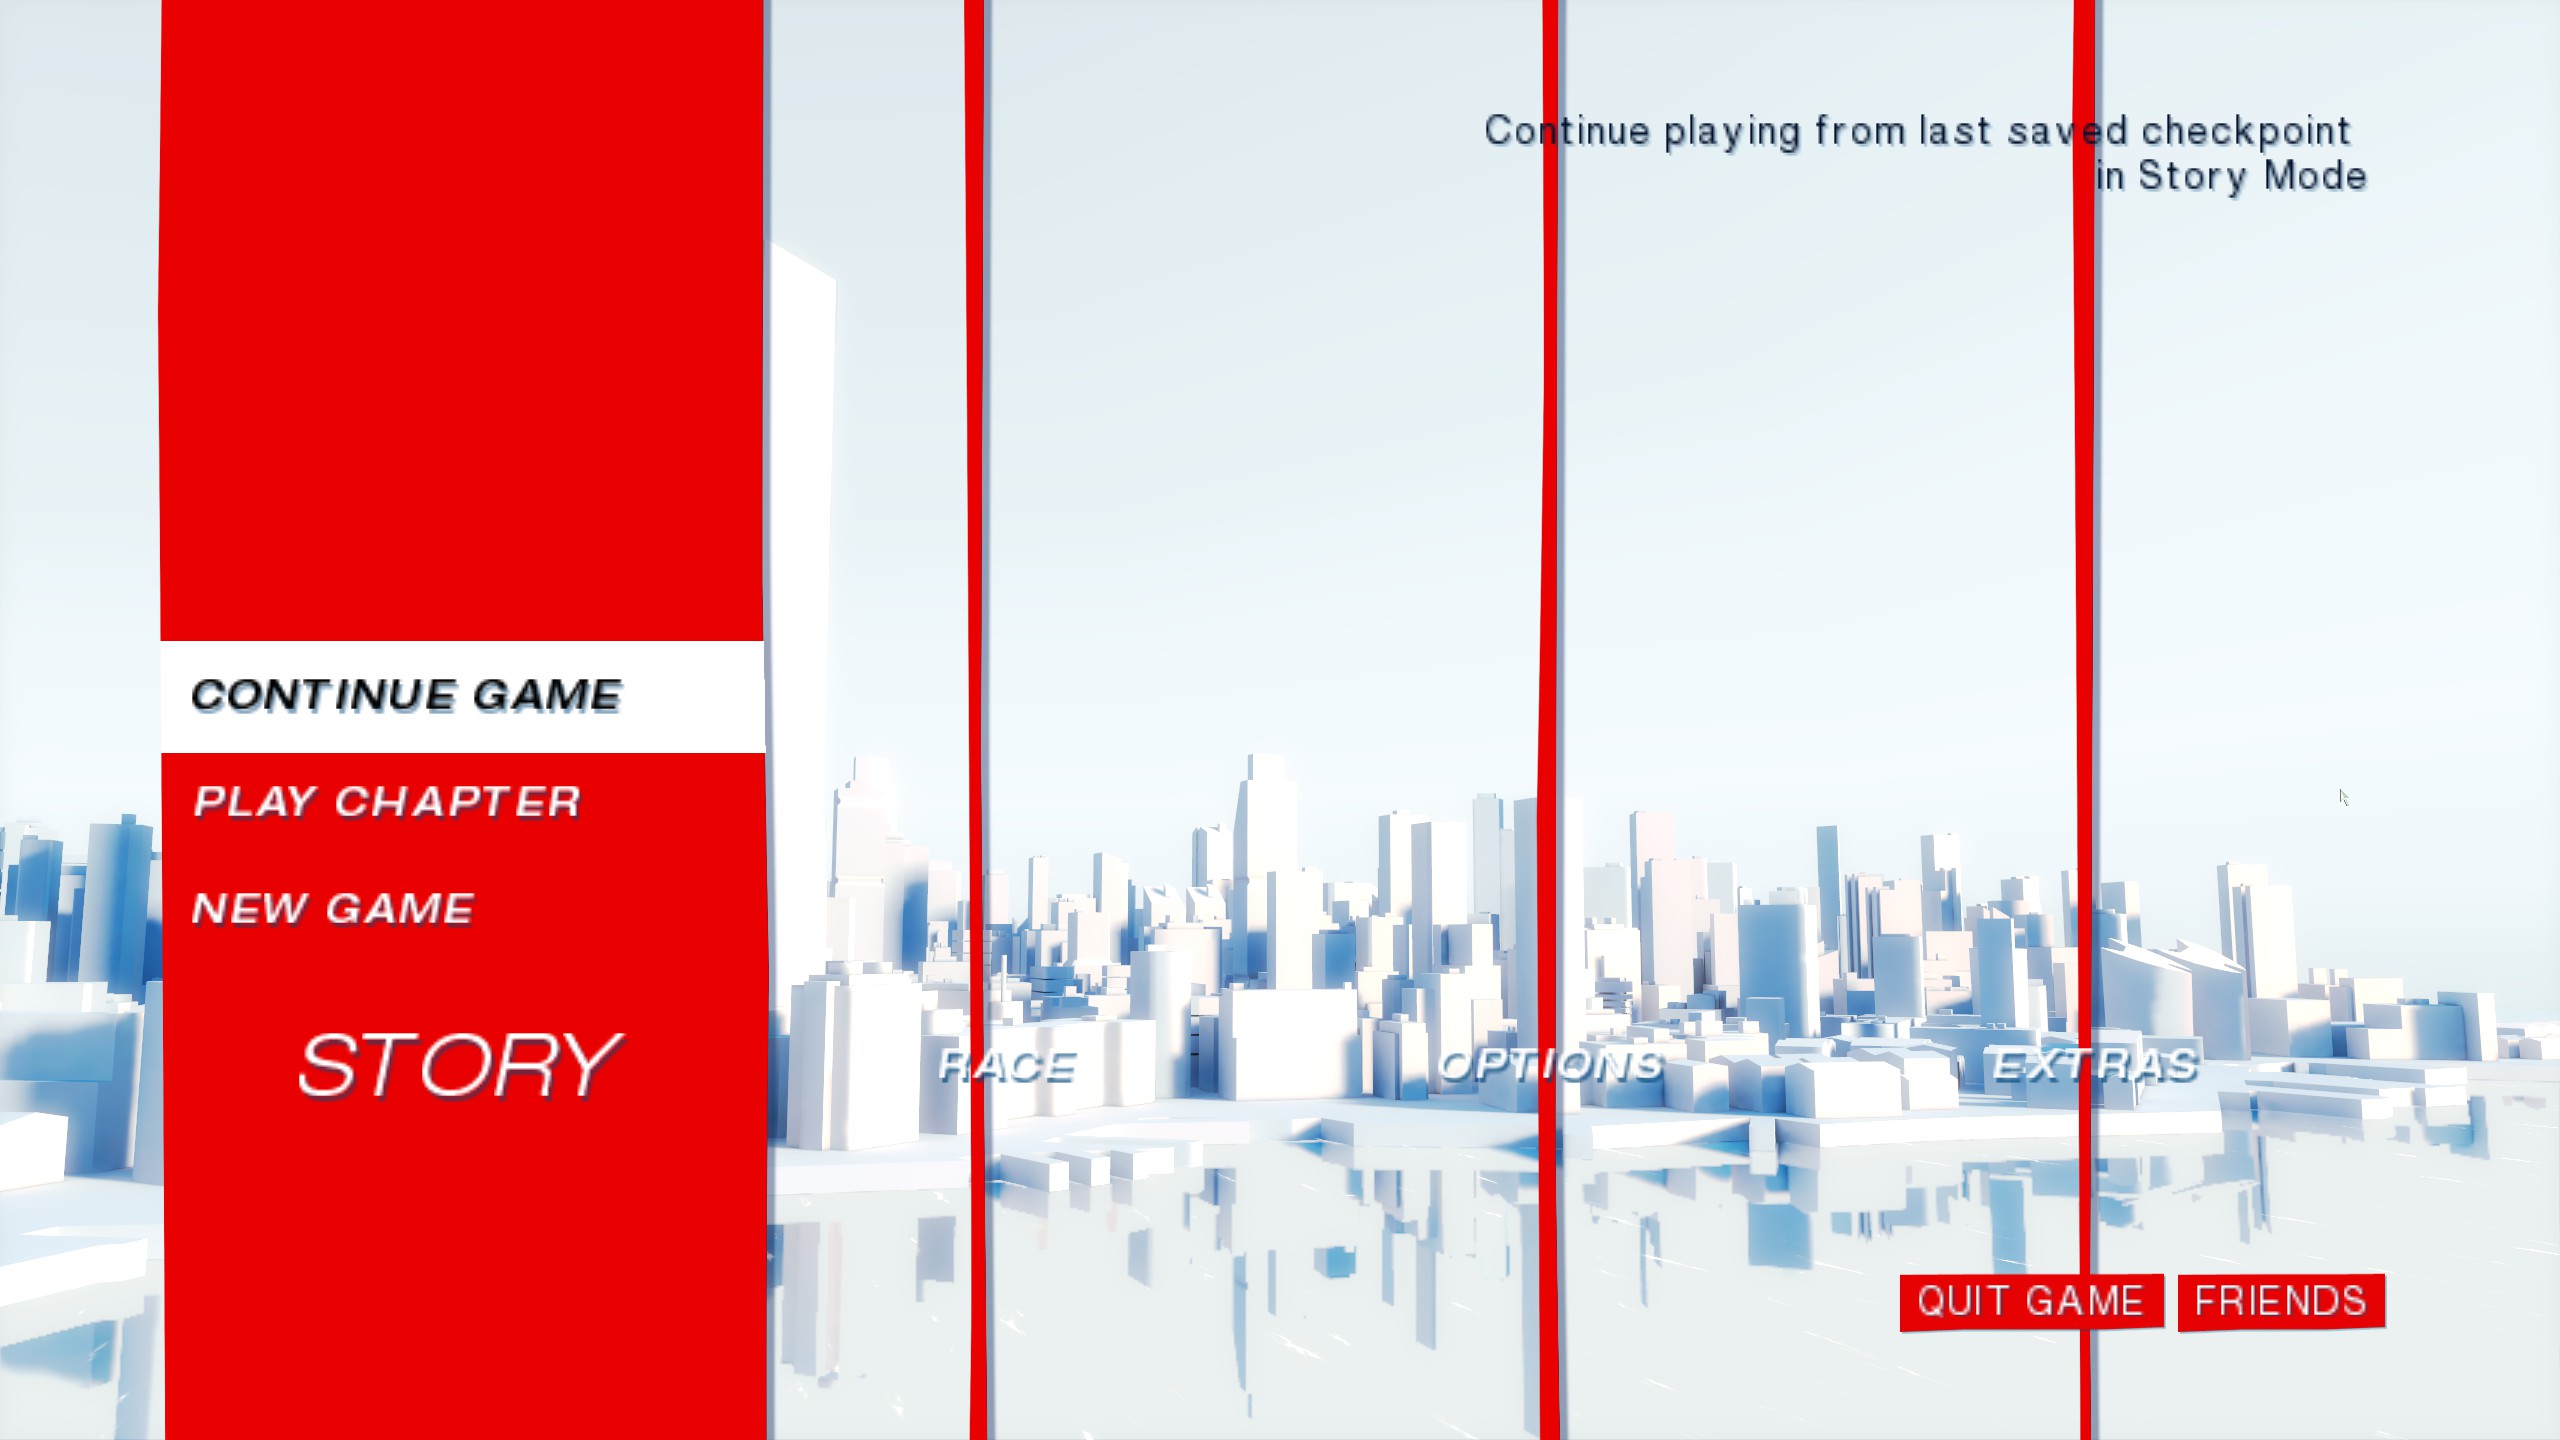 Continue playing from last saved checkpoint
in Story Mode
CONTINUE GAME
PLAY CHAPTER
NEW GAME
STORY
RACE
OPTIONS
EXTRAS
QUIT GAME
FRIENDS